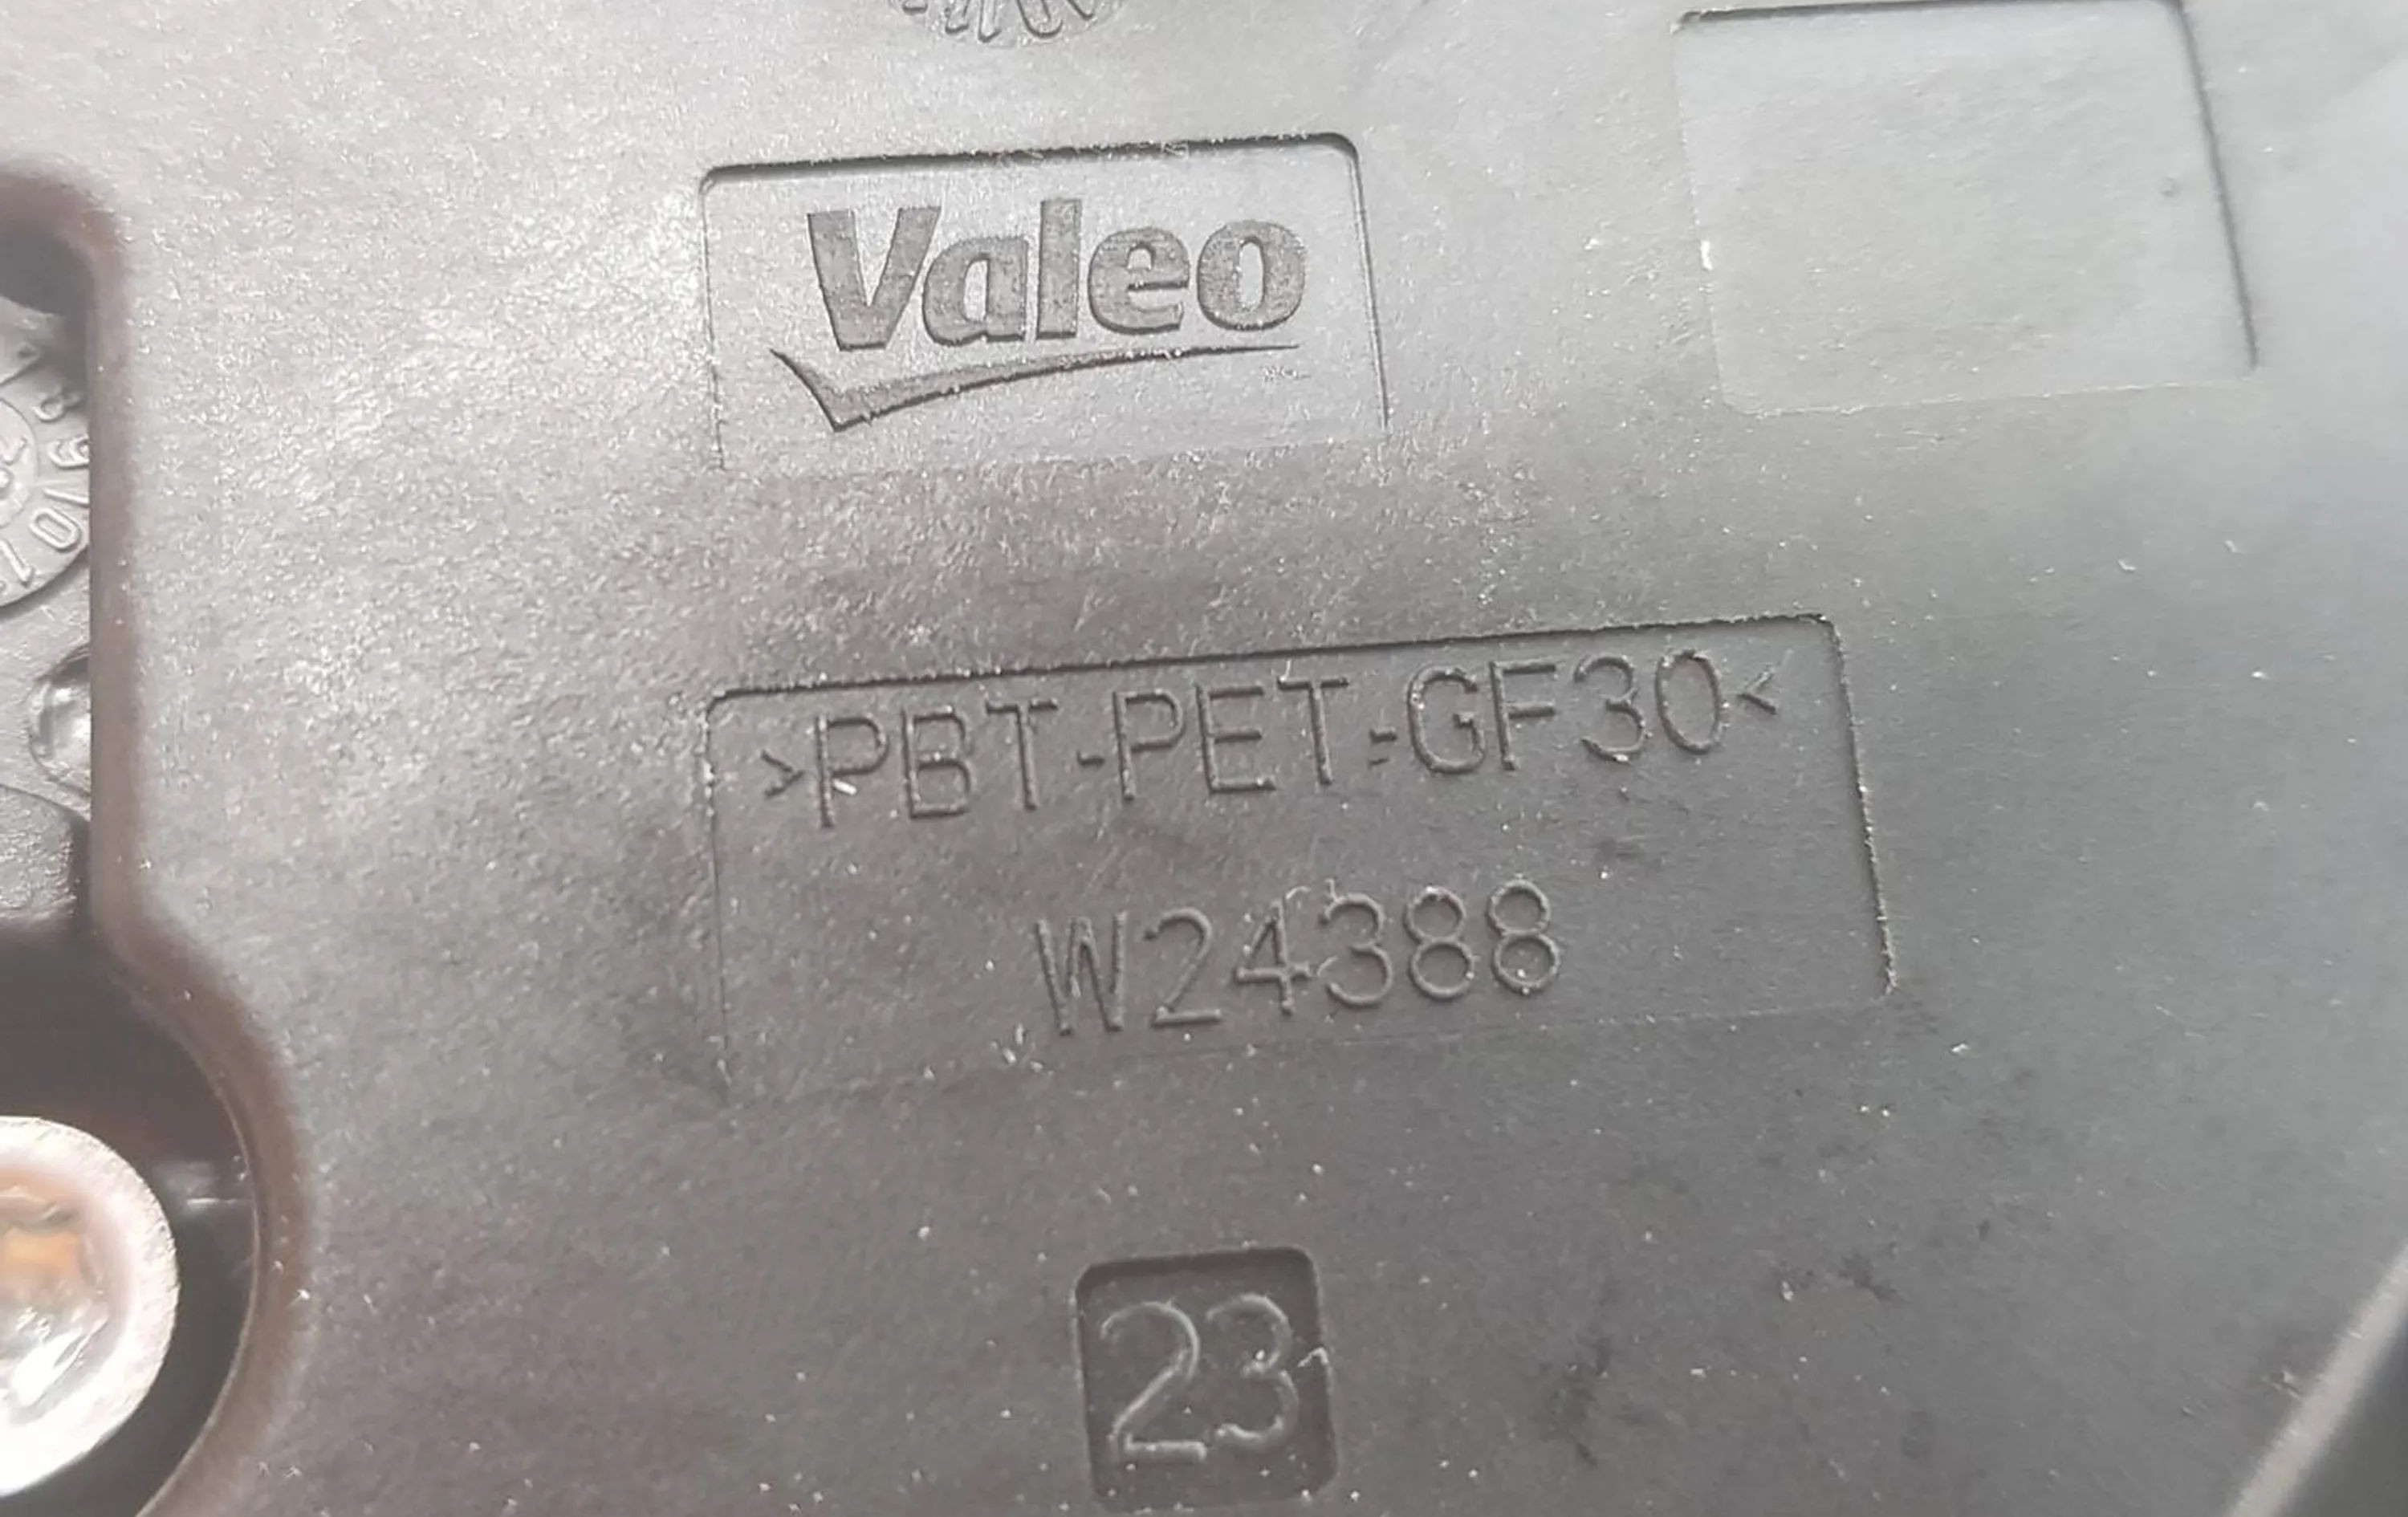 Valeo
>PBT-PET-GF30<
W24388
23